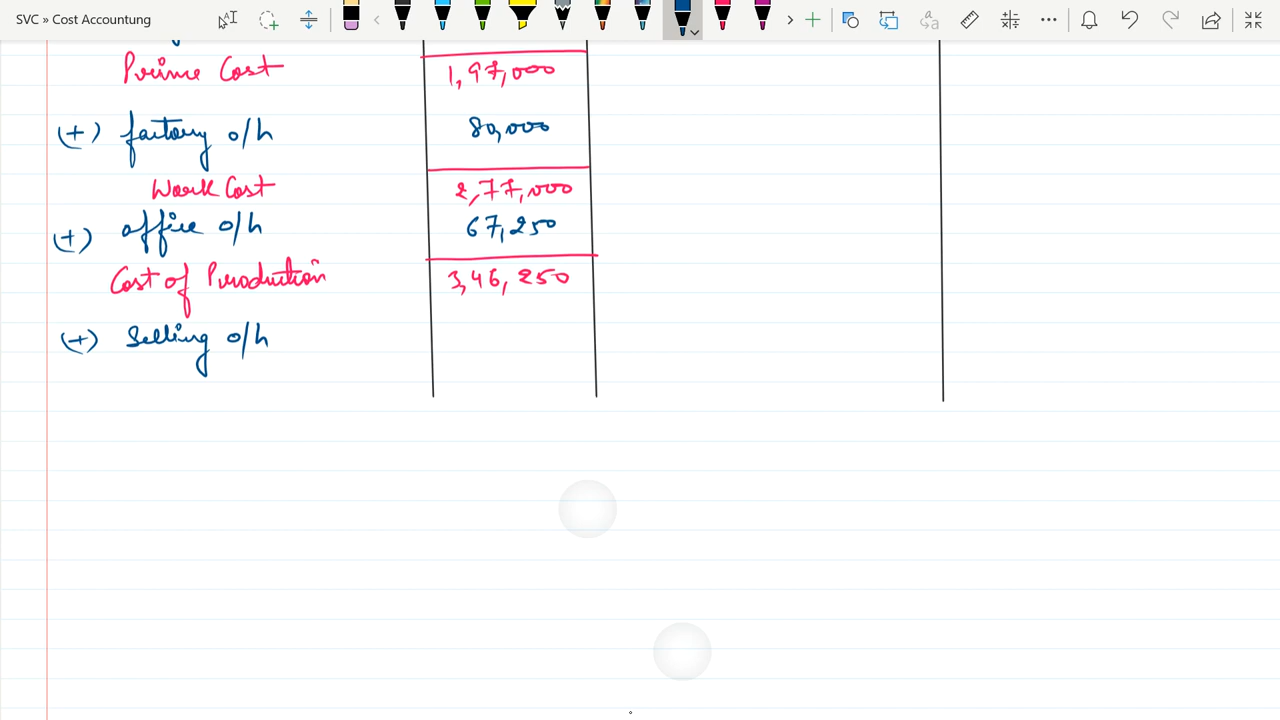 SVC » Cost Accountung
Prime Cost 1,97,000
(+) factory o/h 80,000
Work Cost 2,77,000
(+) office o/h 67,250
Cost of Production 3,46,250
(+) Selling o/h